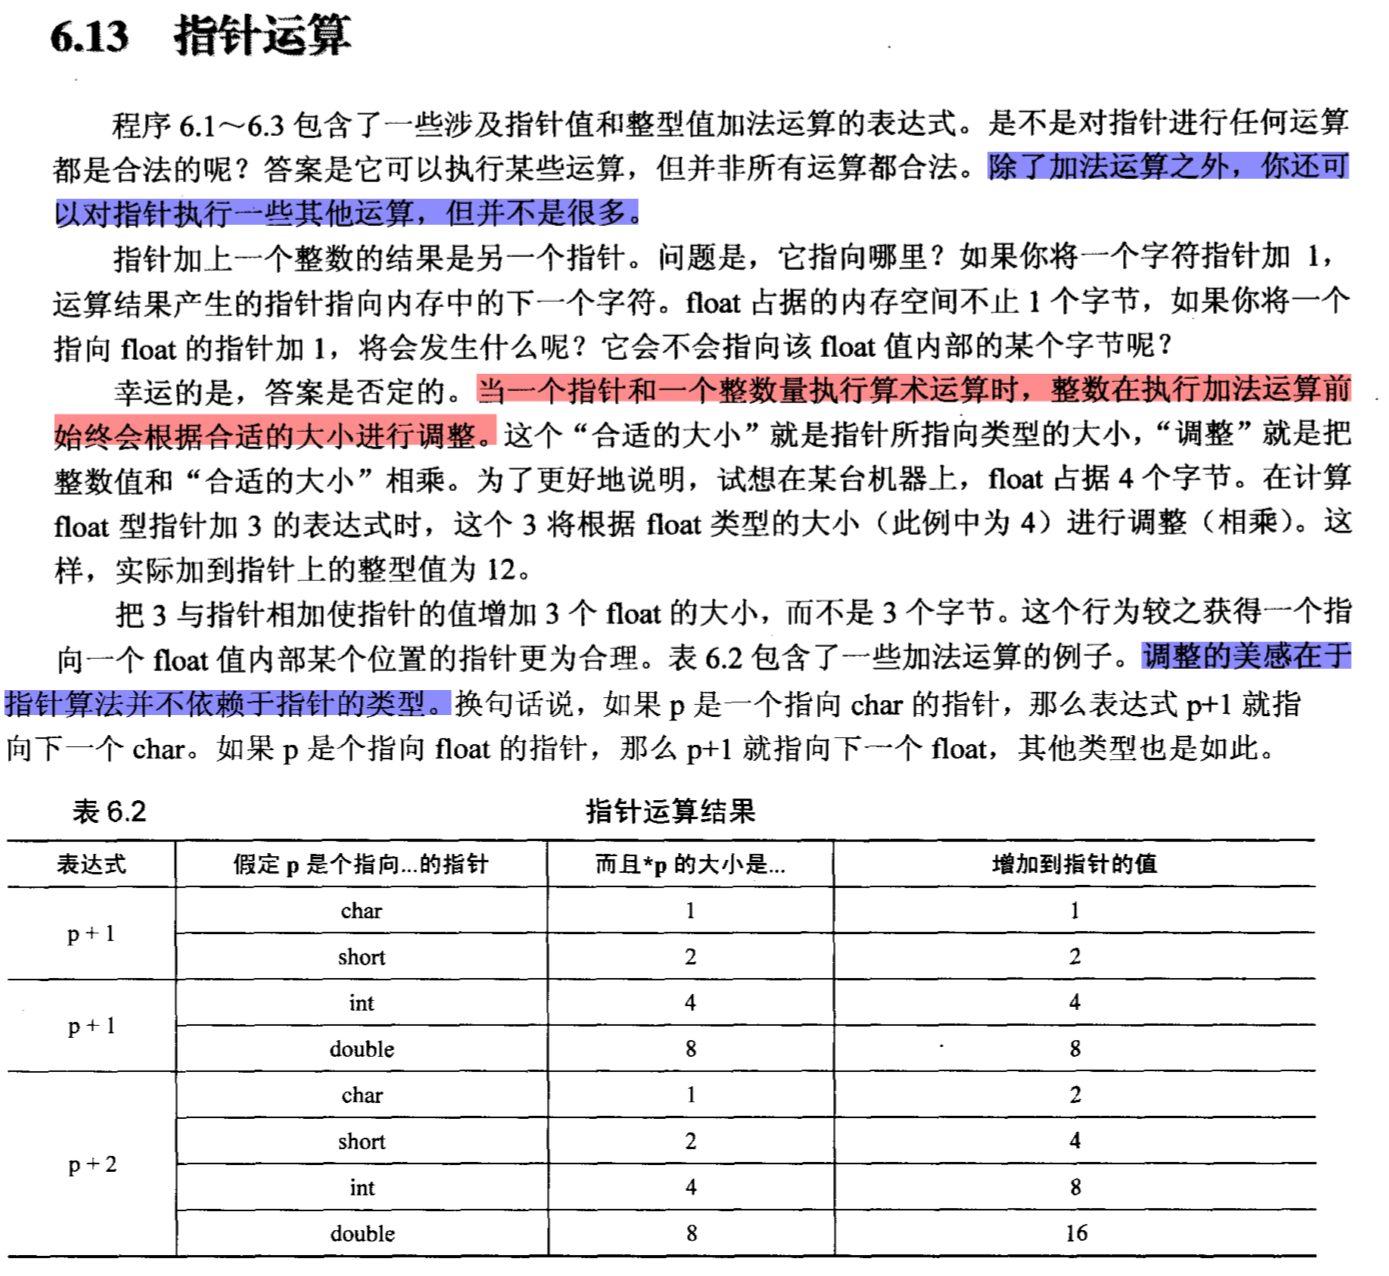 6.13 指针运算
程序 6.1～6.3 包含了一些涉及指针值和整型值加法运算的表达式。是不是对指针进行任何运算
都是合法的呢？答案是它可以执行某些运算，但并非所有运算都合法。除了加法运算之外，你还可
以对指针执行一些其他运算，但并不是很多。
指针加上一个整数的结果是另一个指针。问题是，它指向哪里？如果你将一个字符指针加 1，
运算结果产生的指针指向内存中的下一个字符。float 占据的内存空间不止 1 个字节，如果你将一个
指向 float 的指针加 1，将会发生什么呢？它会不会指向该 float 值内部的某个字节呢？
幸运的是，答案是否定的。当一个指针和一个整数量执行算术运算时，整数在执行加法运算前
始终会根据合适的大小进行调整。这个“合适的大小”就是指针所指向类型的大小，“调整”就是把
整数值和“合适的大小”相乘。为了更好地说明，试想在某台机器上，float 占据 4 个字节。在计算
float 型指针加 3 的表达式时，这个 3 将根据 float 类型的大小（此例中为 4）进行调整（相乘）。这
样，实际加到指针上的整型值为 12。
把 3 与指针相加使指针的值增加 3 个 float 的大小，而不是 3 个字节。这个行为较之获得一个指
向一个 float 值内部某个位置的指针更为合理。表 6.2 包含了一些加法运算的例子。调整的美感在于
指针算法并不依赖于指针的类型。换句话说，如果 p 是一个指向 char 的指针，那么表达式 p+1 就指
向下一个 char。如果 p 是个指向 float 的指针，那么 p+1 就指向下一个 float，其他类型也是如此。
表 6.2 指针运算结果
表达式 假定 p 是个指向...的指针 而且*p 的大小是... 增加到指针的值
p + 1 char 1 1
short 2 2
p + 1 int 4 4
double 8 8
p + 2 char 1 2
short 2 4
int 4 8
double 8 16